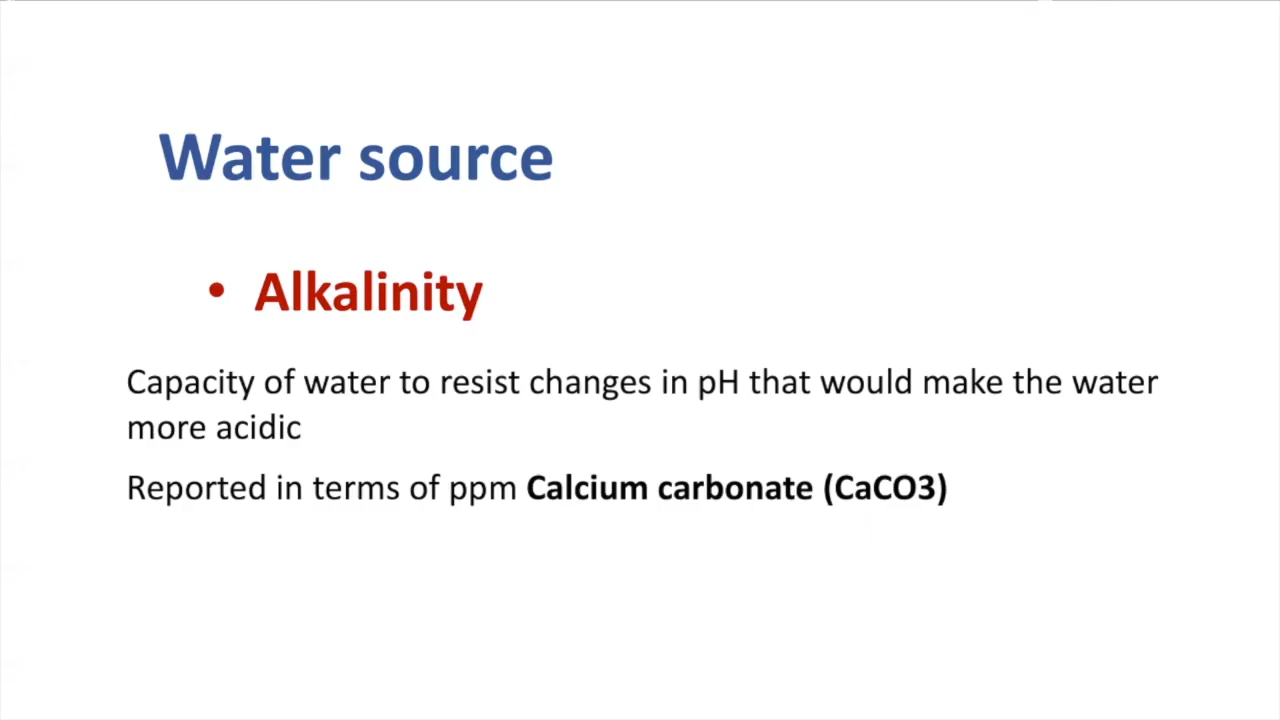 Water source
• Alkalinity
Capacity of water to resist changes in pH that would make the water
more acidic
Reported in terms of ppm Calcium carbonate (CaCO3)